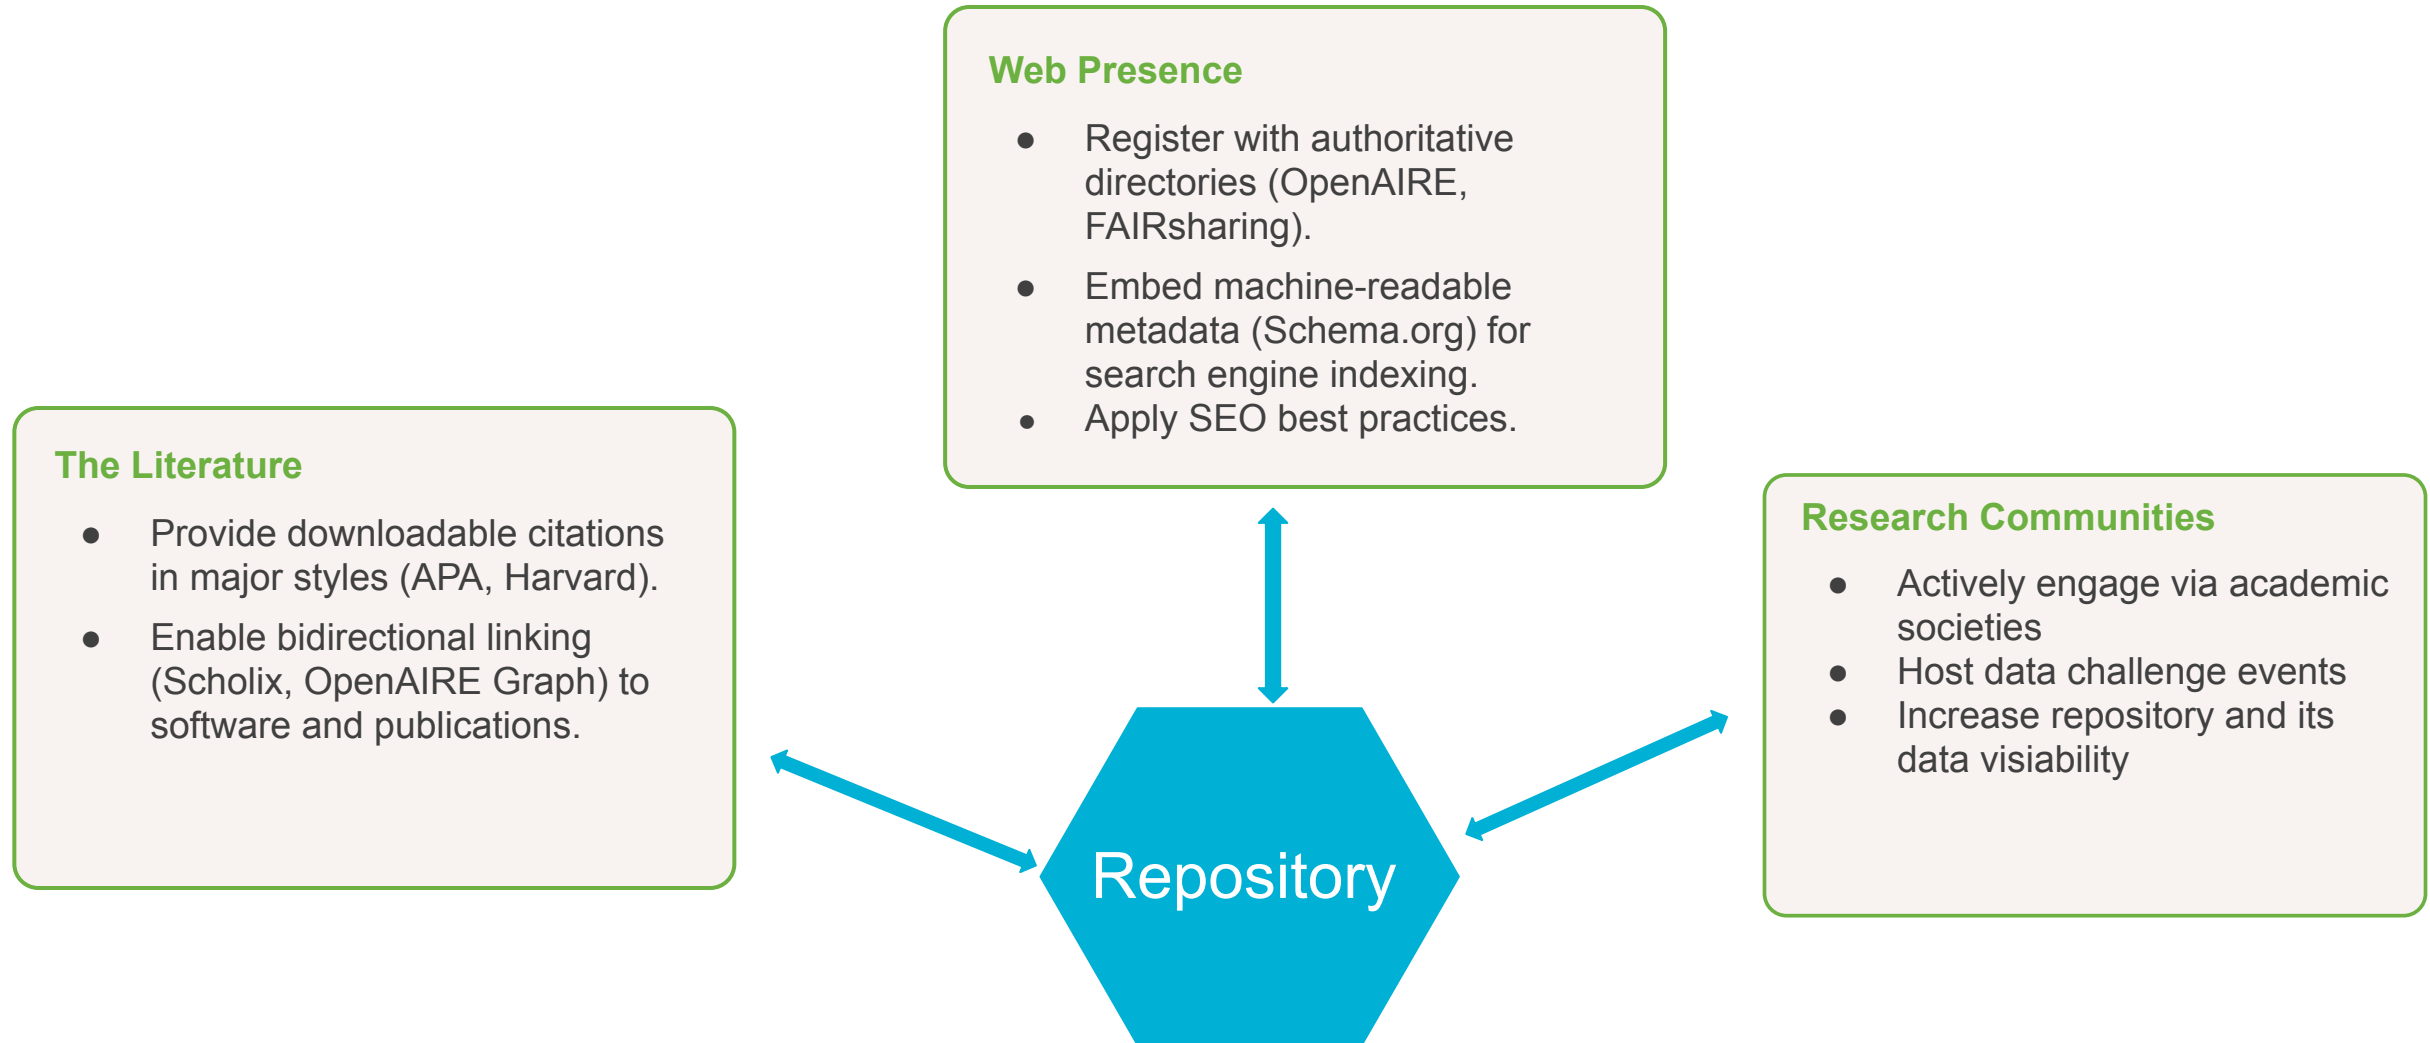 Web Presence
● Register with authoritative
directories (OpenAIRE,
FAIRsharing).
● Embed machine-readable
metadata (Schema.org) for
search engine indexing.
● Apply SEO best practices.
The Literature
● Provide downloadable citations
in major styles (APA, Harvard).
● Enable bidirectional linking
(Scholix, OpenAIRE Graph) to
software and publications.
Research Communities
● Actively engage via academic
societies
● Host data challenge events
● Increase repository and its
data visiability
Repository